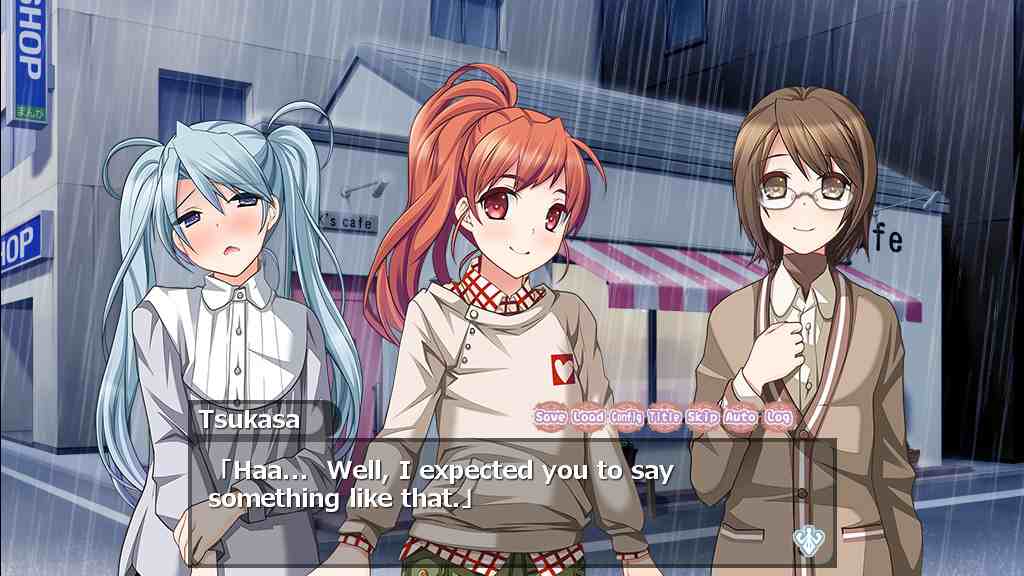 SHOP
まんが
HOP
k's cafe
fe
Tsukasa
Save Load Config Title Skip Auto Log
「Haa... Well, I expected you to say
something like that.」